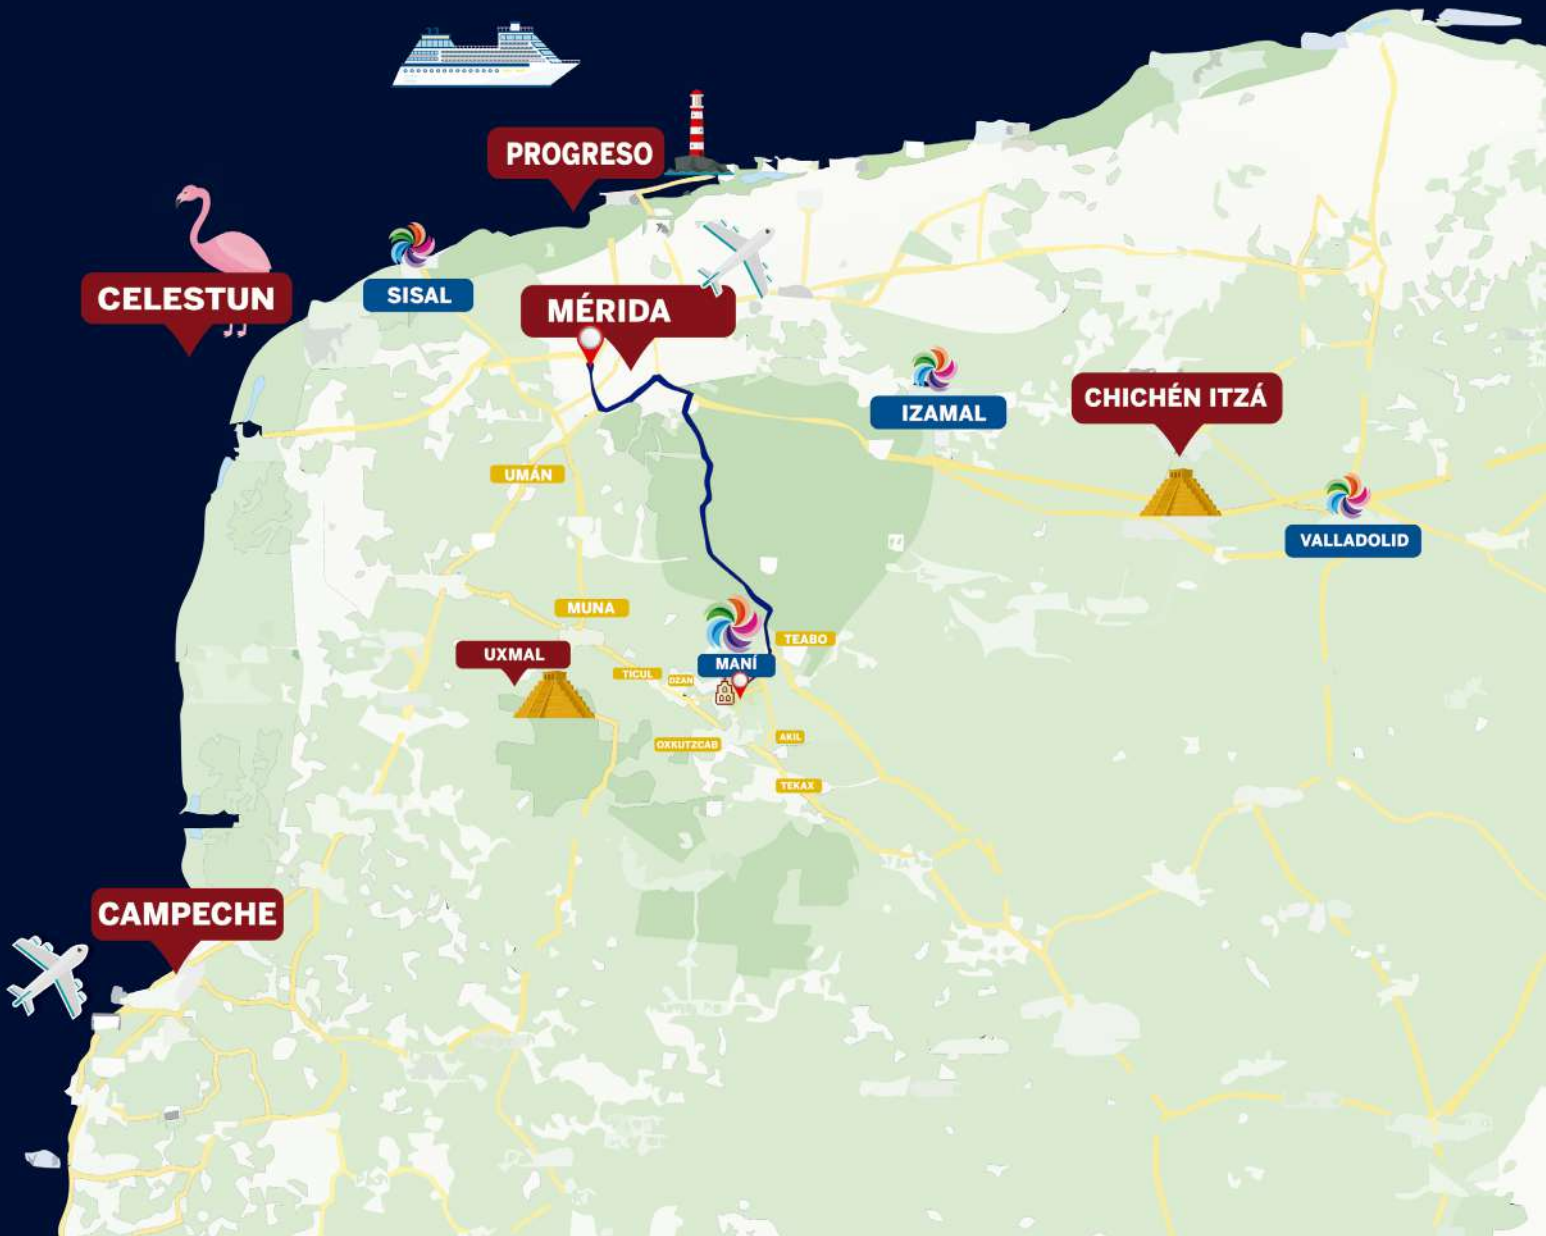 PROGRESO
CELESTUN
SISAL
MÉRIDA
IZAMAL
CHICHÉN ITZÁ
UMÁN
VALLADOLID
MUNA
TEABO
UXMAL
MANÍ
TICUL
DZAN
OXKUTZCAB
AKIL
TEKAX
CAMPECHE